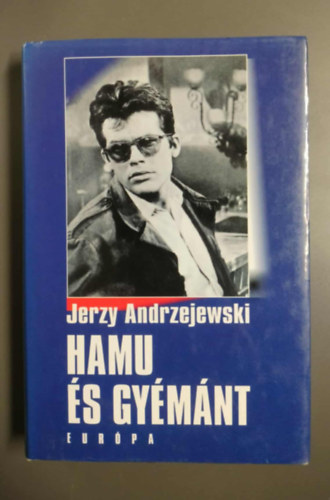 Jerzy Andrzejewski
HAMU
ÉS GYÉMÁNT
EURÓPA